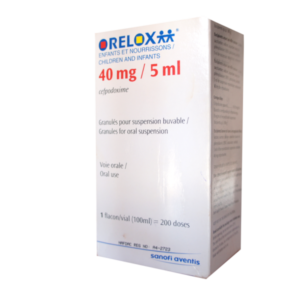 ORELOX®
ENFANTS ET NOURRISSONS /
CHILDREN AND INFANTS
40 mg / 5 ml
cefpodoxine
Granulés pour suspension buvable /
Granules for oral suspension
Voie orale /
Oral use
1 flacon/vial (100ml) = 200 doses
sanofi aventis